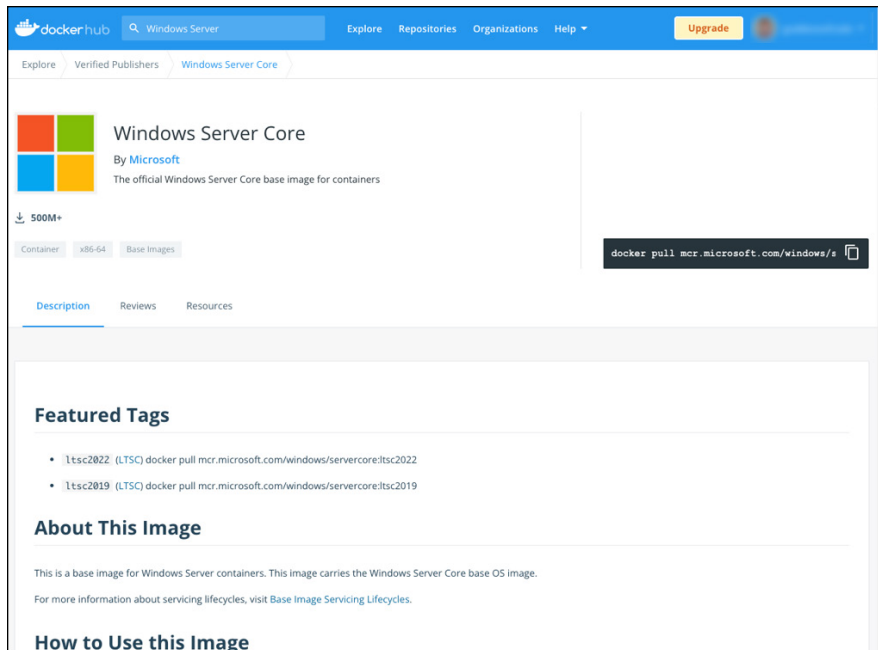 dockerhub
Windows Server
Explore Repositories Organizations Help
Upgrade
Explore Verified Publishers Windows Server Core
Windows Server Core
By Microsoft
The official Windows Server Core base image for containers
500M+
Container x86-64 Base Images
docker pull mcr.microsoft.com/windows/s
Description Reviews Resources
Featured Tags
• ltsc2022 (LTSC) docker pull mcr.microsoft.com/windows/servercore:ltsc2022
• ltsc2019 (LTSC) docker pull mcr.microsoft.com/windows/servercore:ltsc2019
About This Image
This is a base image for Windows Server containers. This image carries the Windows Server Core base OS image.
For more information about servicing lifecycles, visit Base Image Servicing Lifecycles.
How to Use this Image